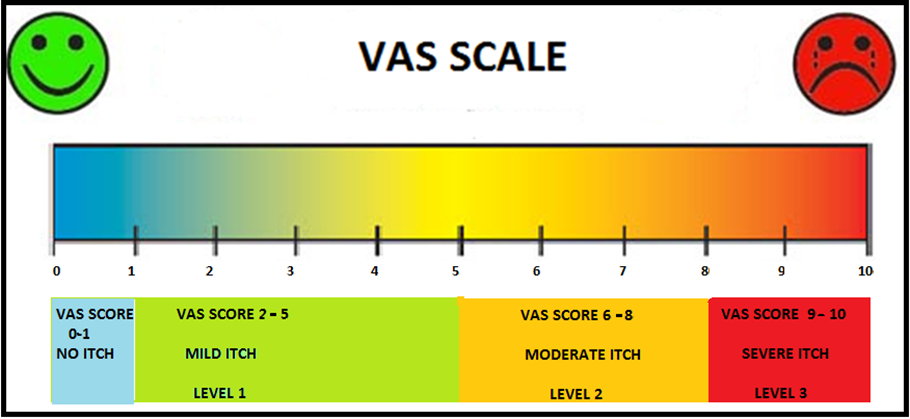 VAS SCALE
0 1 2 3 4 5 6 7 8 9 10
VAS SCORE
0-1
NO ITCH
VAS SCORE 2 – 5
MILD ITCH
LEVEL 1
VAS SCORE 6 – 8
MODERATE ITCH
LEVEL 2
VAS SCORE 9 – 10
SEVERE ITCH
LEVEL 3